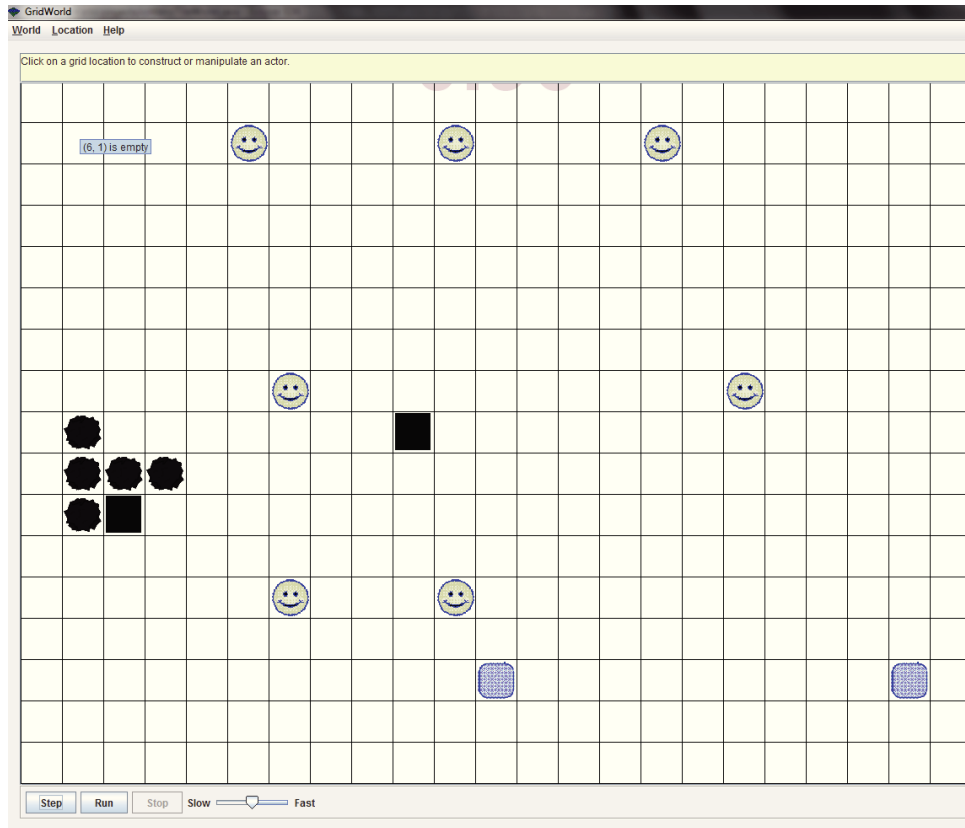 GridWorld
World Location Help
Click on a grid location to construct or manipulate an actor.
(6, 1) is empty
Step Run Stop Slow Fast